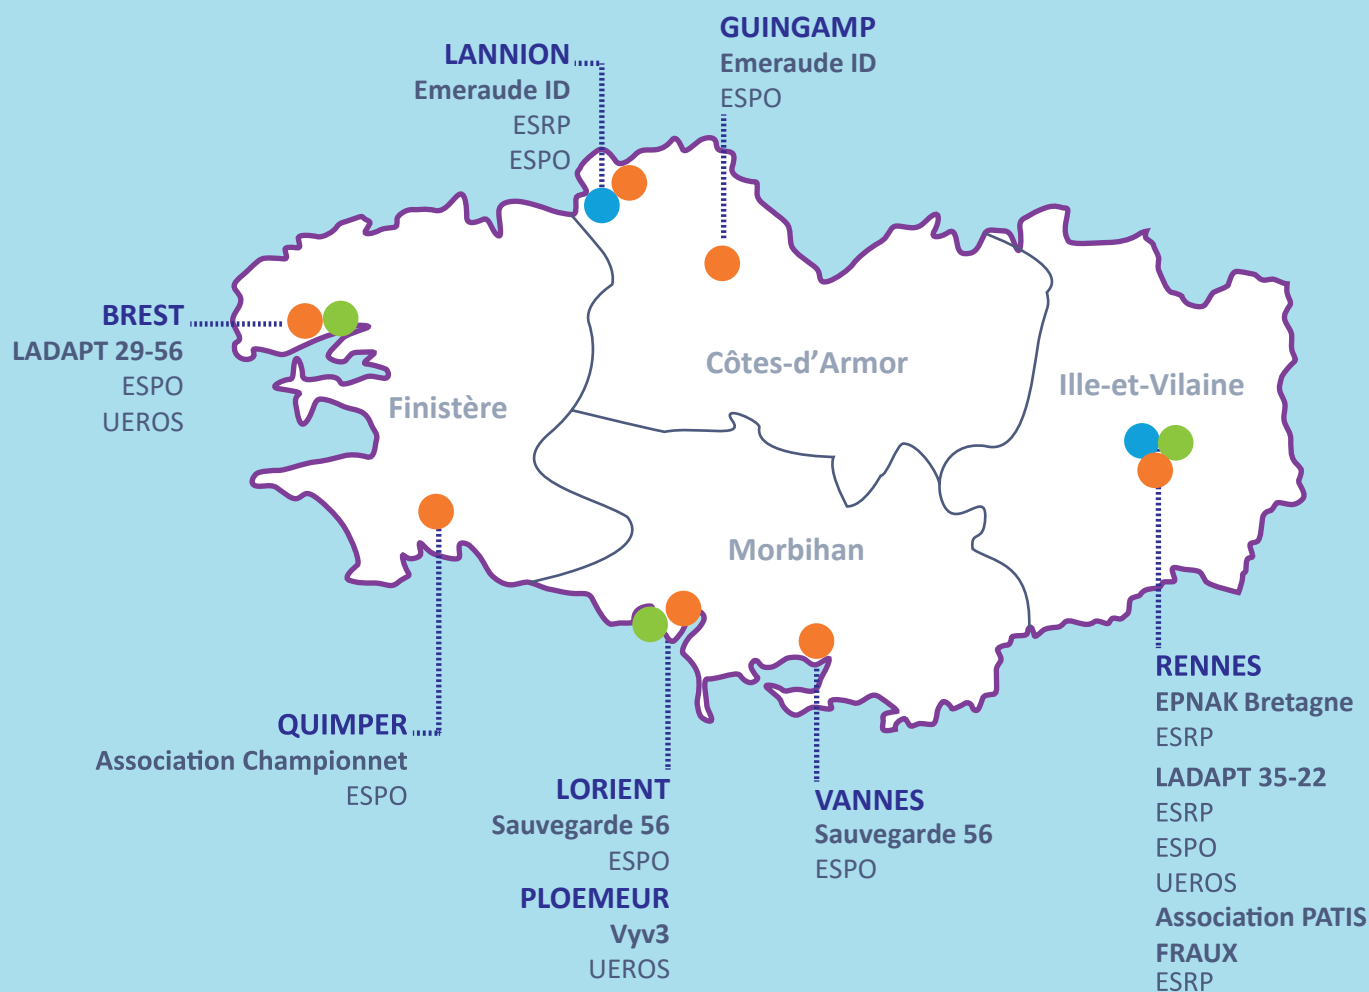 GUINGAMP
Emeraude ID
ESPO
LANNION
Emeraude ID
ESRP
ESPO
BREST
LADAPT 29-56
ESPO
UEROS
Côtes-d’Armor
Ille-et-Vilaine
Finistère
Morbihan
QUIMPER
Association Championnet
ESPO
LORIENT
Sauvegarde 56
ESPO
PLOEMEUR
Vyv3
UEROS
VANNES
Sauvegarde 56
ESPO
RENNES
EPNAK Bretagne
ESRP
LADAPT 35-22
ESRP
ESPO
UEROS
Association PATIS
FRAUX
ESRP